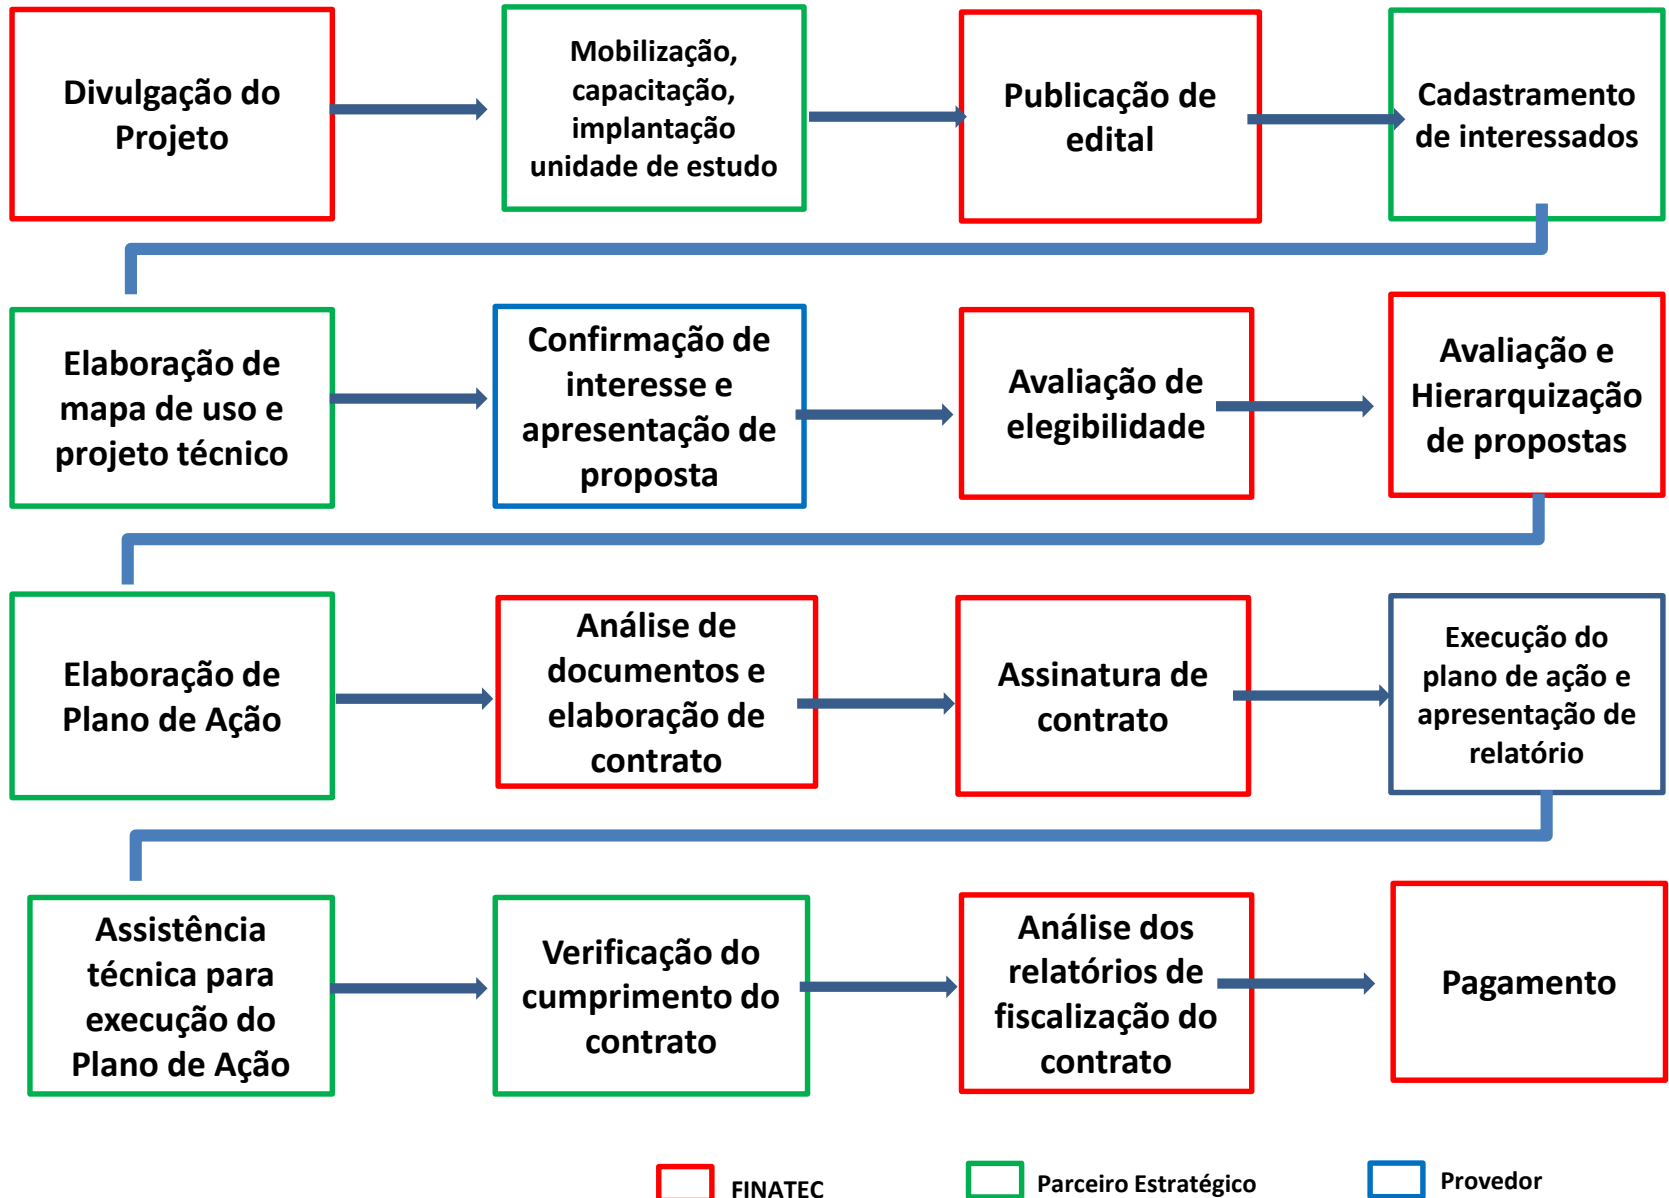 Divulgação do
Projeto
Mobilização,
capacitação,
implantação
unidade de estudo
Publicação de
edital
Cadastramento
de interessados
Elaboração de
mapa de uso e
projeto técnico
Confirmação de
interesse e
apresentação de
proposta
Avaliação de
elegibilidade
Avaliação e
Hierarquização
de propostas
Elaboração de
Plano de Ação
Análise de
documentos e
elaboração de
contrato
Assinatura de
contrato
Execução do
plano de ação e
apresentação de
relatório
Assistência
técnica para
execução do
Plano de Ação
Verificação do
cumprimento do
contrato
Análise dos
relatórios de
fiscalização do
contrato
Pagamento
FINATEC
Parceiro Estratégico
Provedor